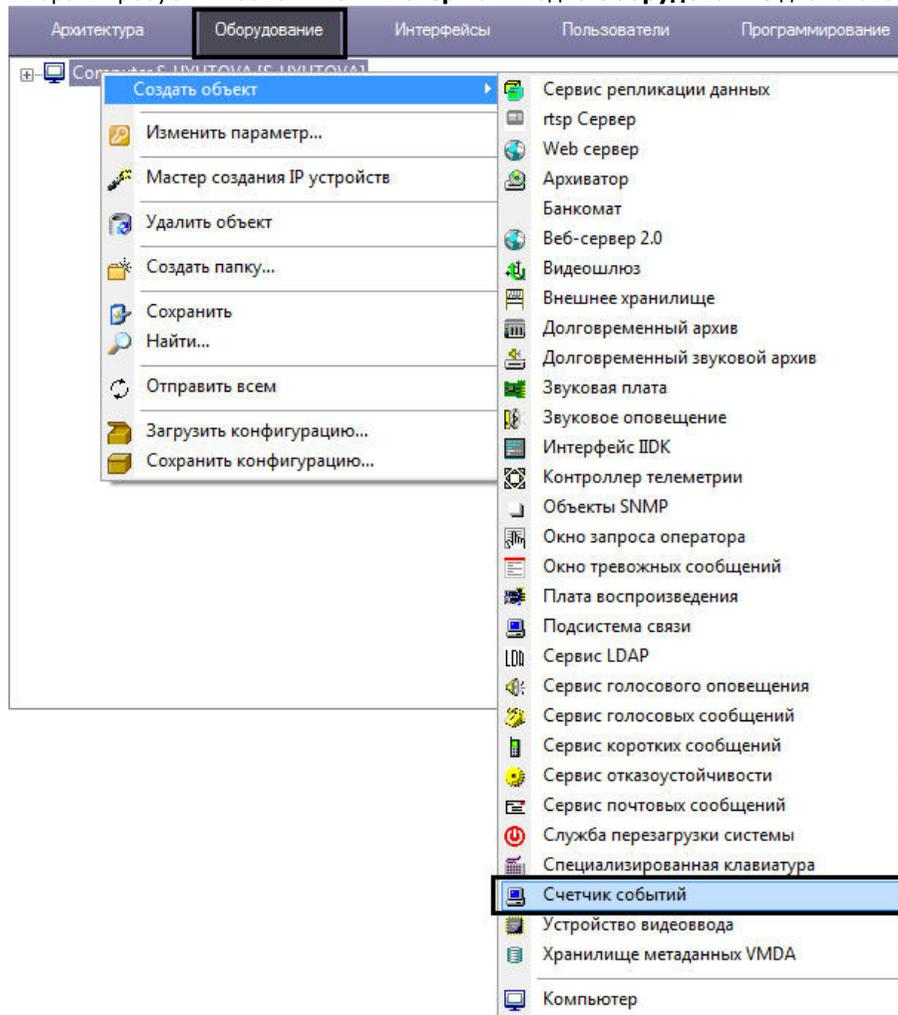 Архитектура Оборудование Интерфейсы Пользователи Программирование
Создать объект
Изменить параметр...
Мастер создания IP устройств
Удалить объект
Создать папку...
Сохранить
Найти...
Отправить всем
Загрузить конфигурацию...
Сохранить конфигурацию...
Сервис репликации данных
rtsp Сервер
Web сервер
Архиватор
Банкомат
Веб-сервер 2.0
Видеошлюз
Внешнее хранилище
Долговременный архив
Долговременный звуковой архив
Звуковая плата
Звуковое оповещение
Интерфейс IIDK
Контроллер телеметрии
Объекты SNMP
Окно запроса оператора
Окно тревожных сообщений
Плата воспроизведения
Подсистема связи
Сервис LDAP
Сервис голосового оповещения
Сервис голосовых сообщений
Сервис коротких сообщений
Сервис отказоустойчивости
Сервис почтовых сообщений
Служба перезагрузки системы
Специализированная клавиатура
Счетчик событий
Устройство видеоввода
Хранилище метаданных VMDA
Компьютер